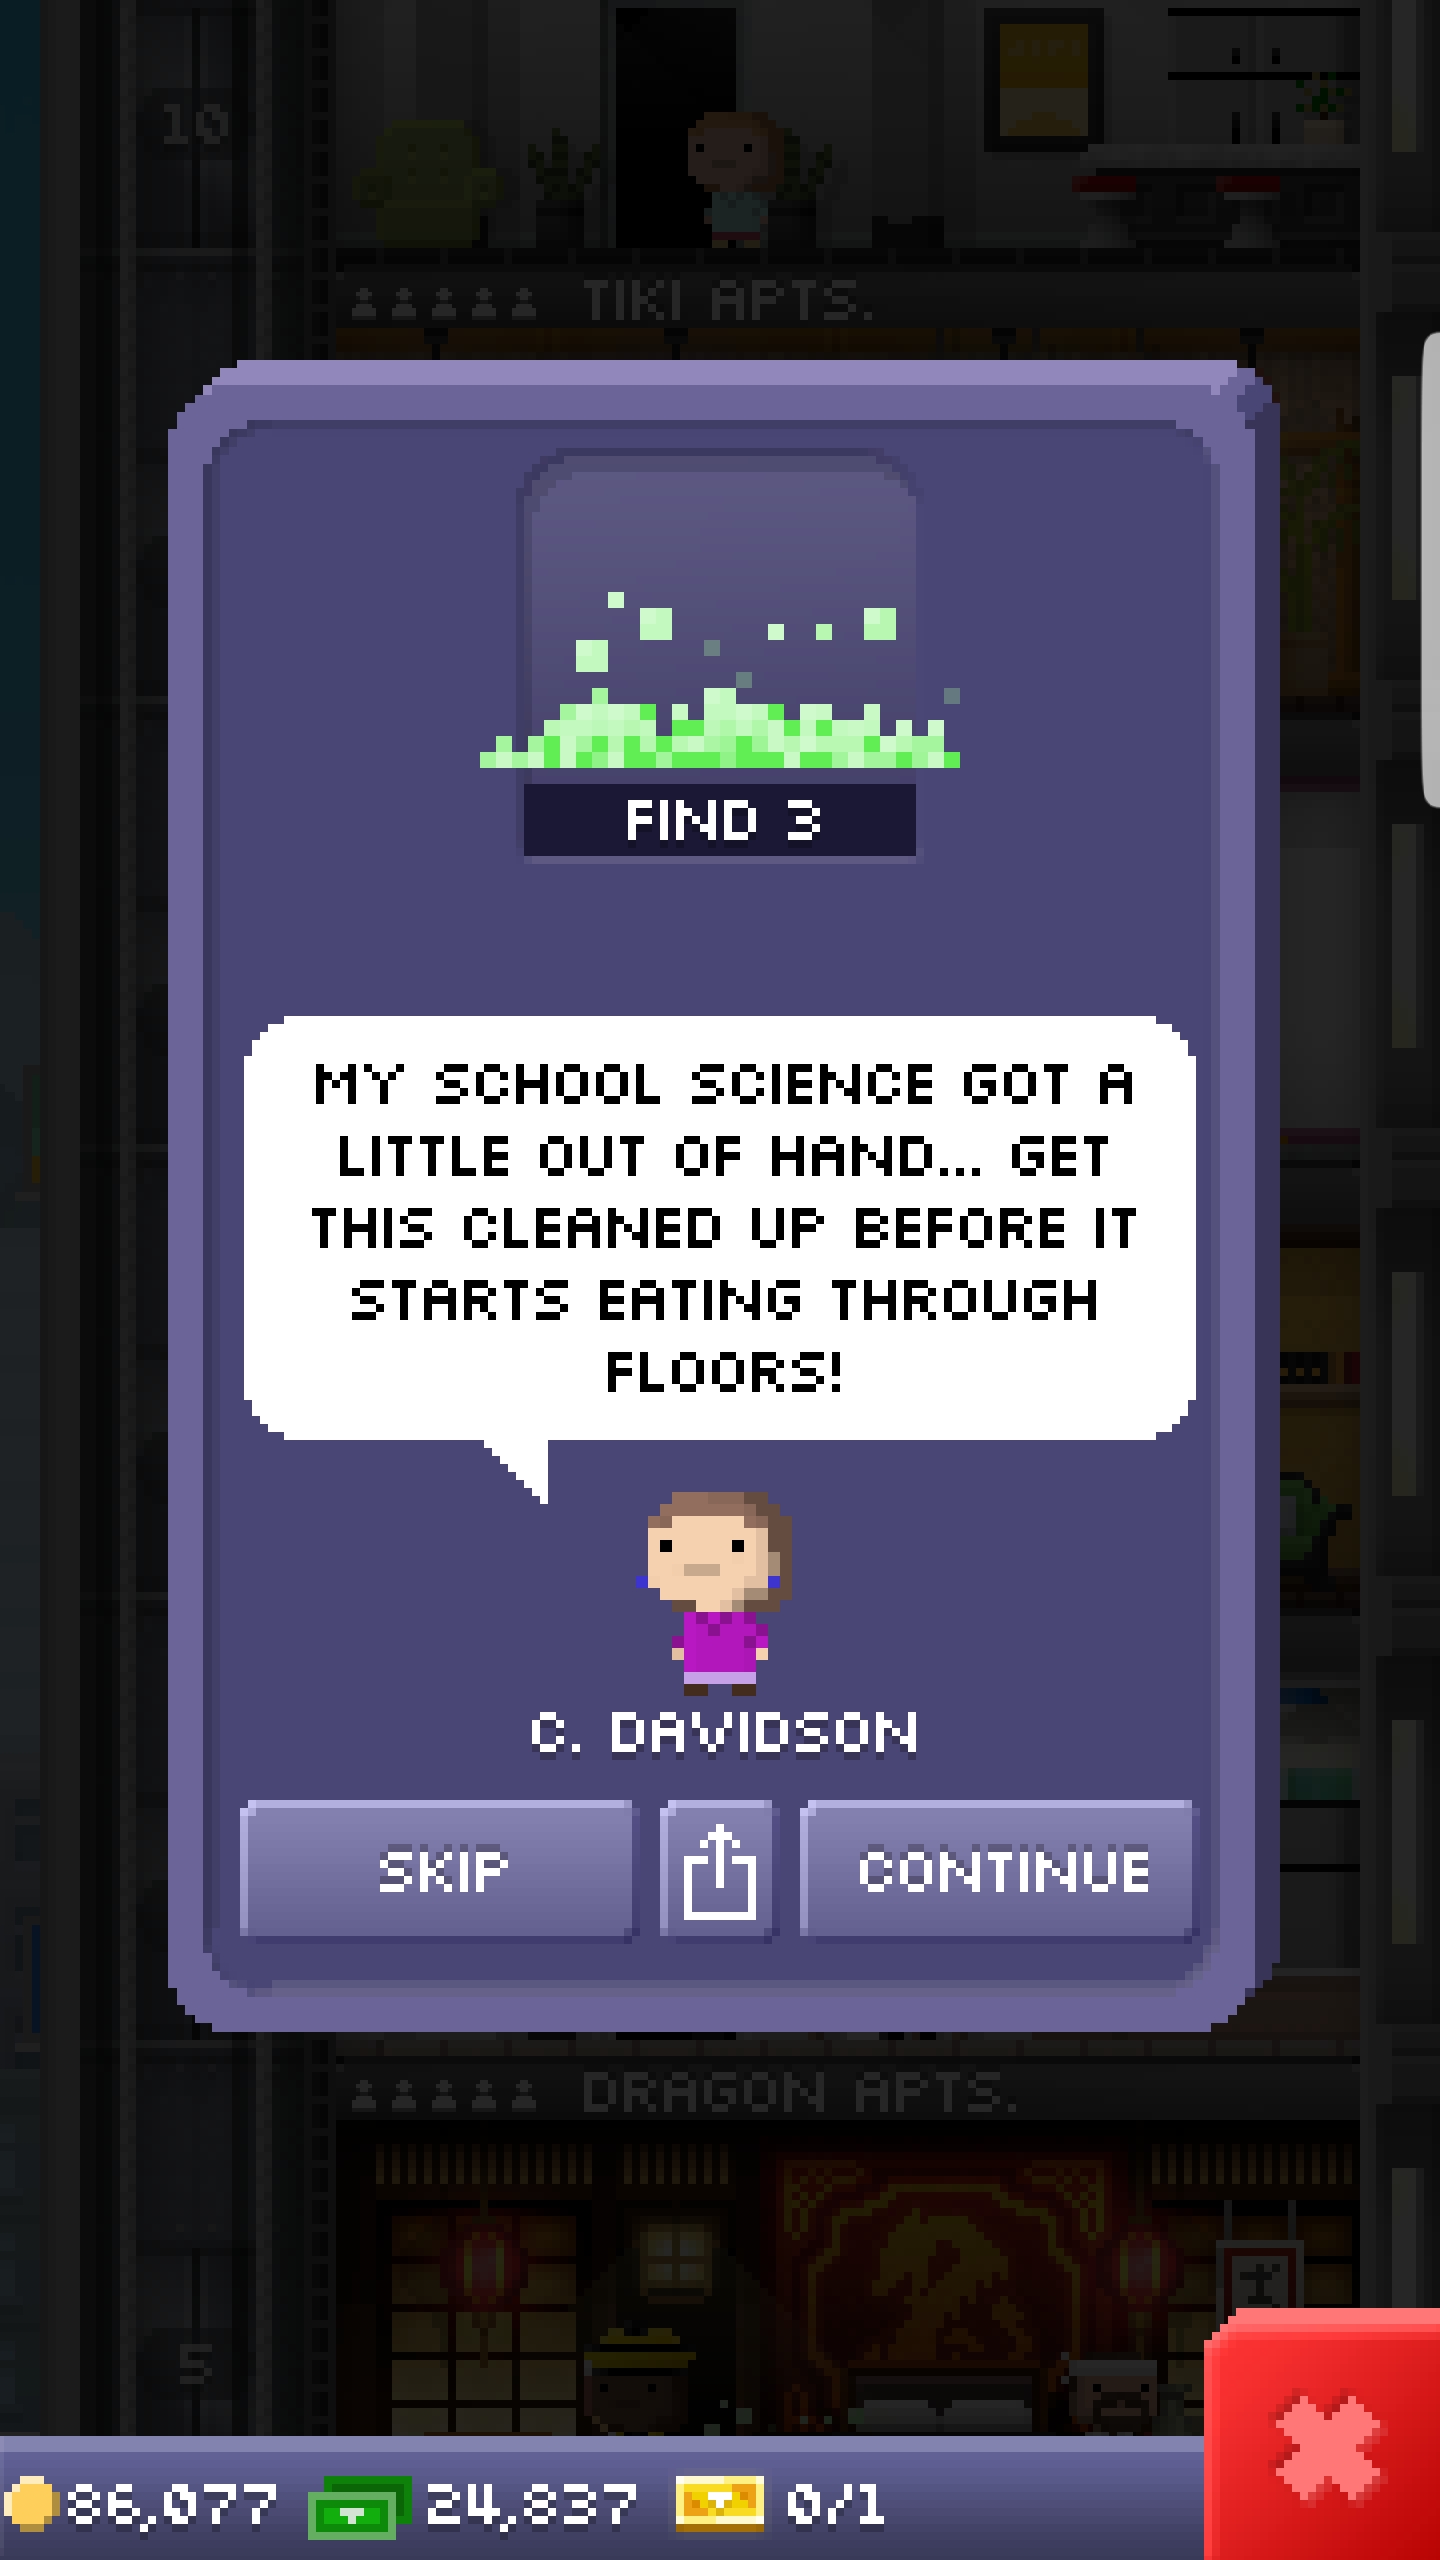 10
TIKI APTS.
FIND 3
MY SCHOOL SCIENCE GOT A
LITTLE OUT OF HAND... GET
THIS CLEANED UP BEFORE IT
STARTS EATING THROUGH
FLOORS!
C. DAVIDSON
SKIP
CONTINUE
DRAGON APTS.
5
86,077 24,837 0/1